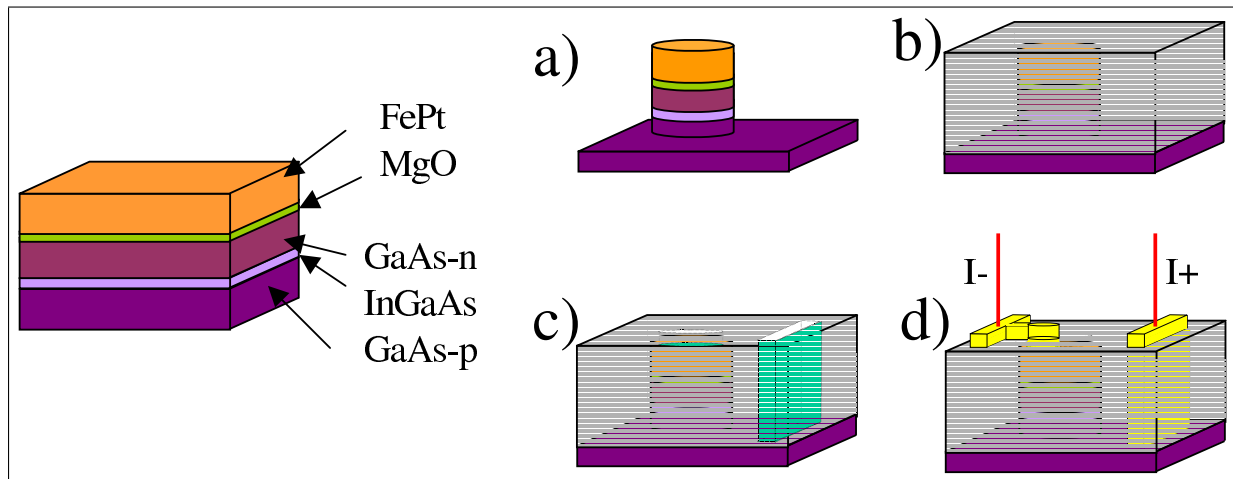 FePt
MgO
GaAs-n
InGaAs
GaAs-p
a)
b)
c)
d)
I-
I+